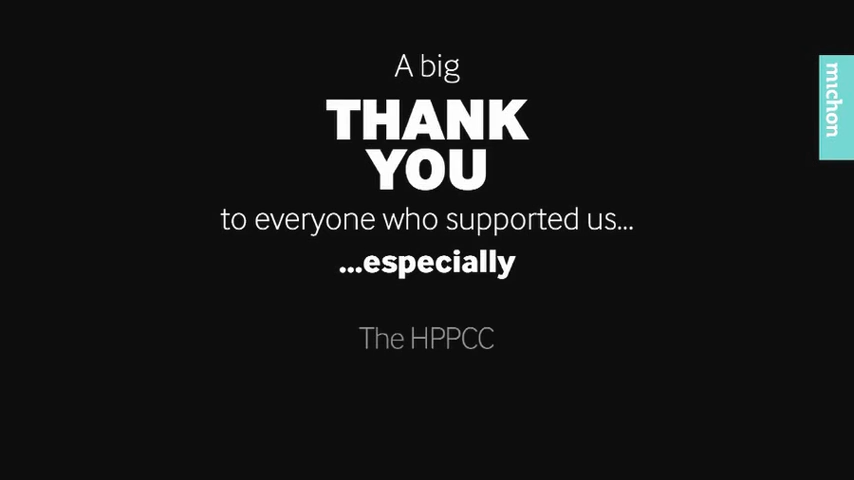 A big
THANK
YOU
to everyone who supported us...
...especially
The HPPCC
michon